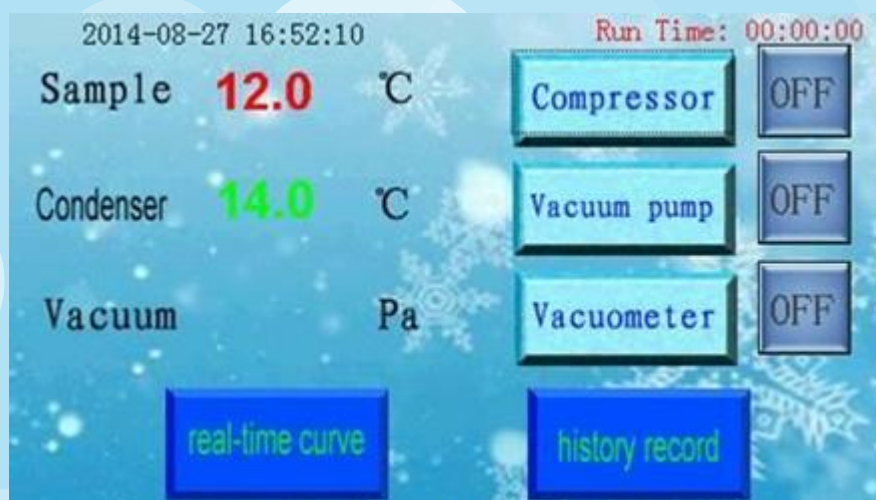 2014-08-27 16:52:10 Run Time: 00:00:00
Sample 12.0 ℃ Compressor OFF
Condenser 14.0 ℃ Vacuum pump OFF
Vacuum Pa Vacuometer OFF
real-time curve history record